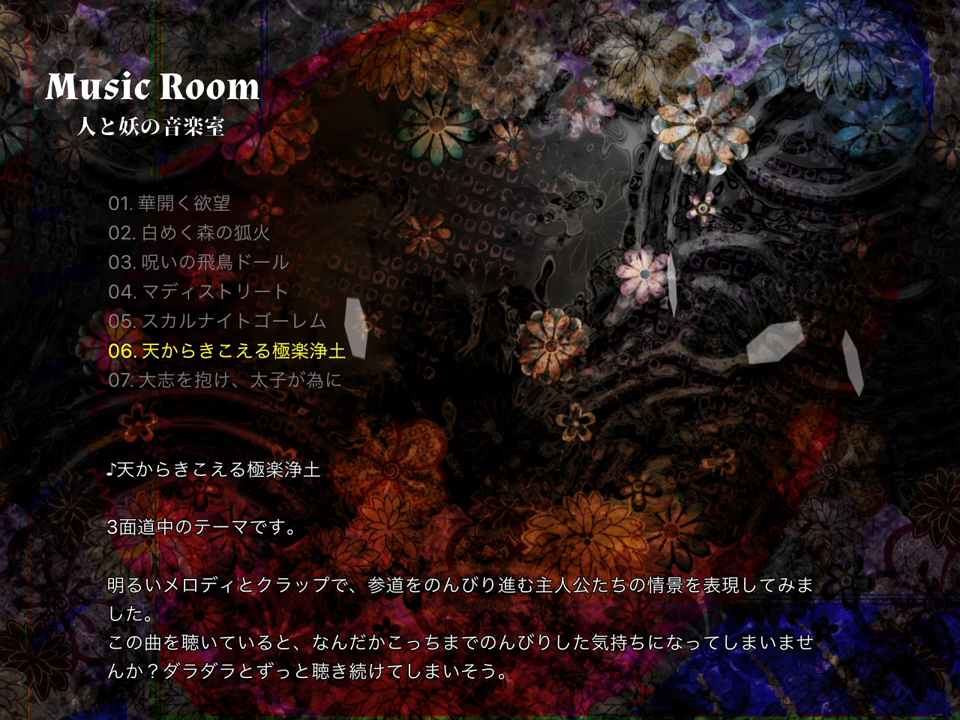 Music Room
人と妖の音楽室
01. 華開く欲望
02. 白めく森の狐火
03. 呪いの飛鳥ドール
04. マディストリート
05. スカルナイトゴーレム
06. 天からきこえる極楽浄土
07. 大志を抱け、太子が為に
♪天からきこえる極楽浄土
3面道中のテーマです。
明るいメロディとクラップで、参道をのんびり進む主人公たちの情景を表現してみま
した。
この曲を聴いていると、なんだかこっちまでのんびりした気持ちになってしまいませ
んか？ダラダラとずっと聴き続けてしまいそう。